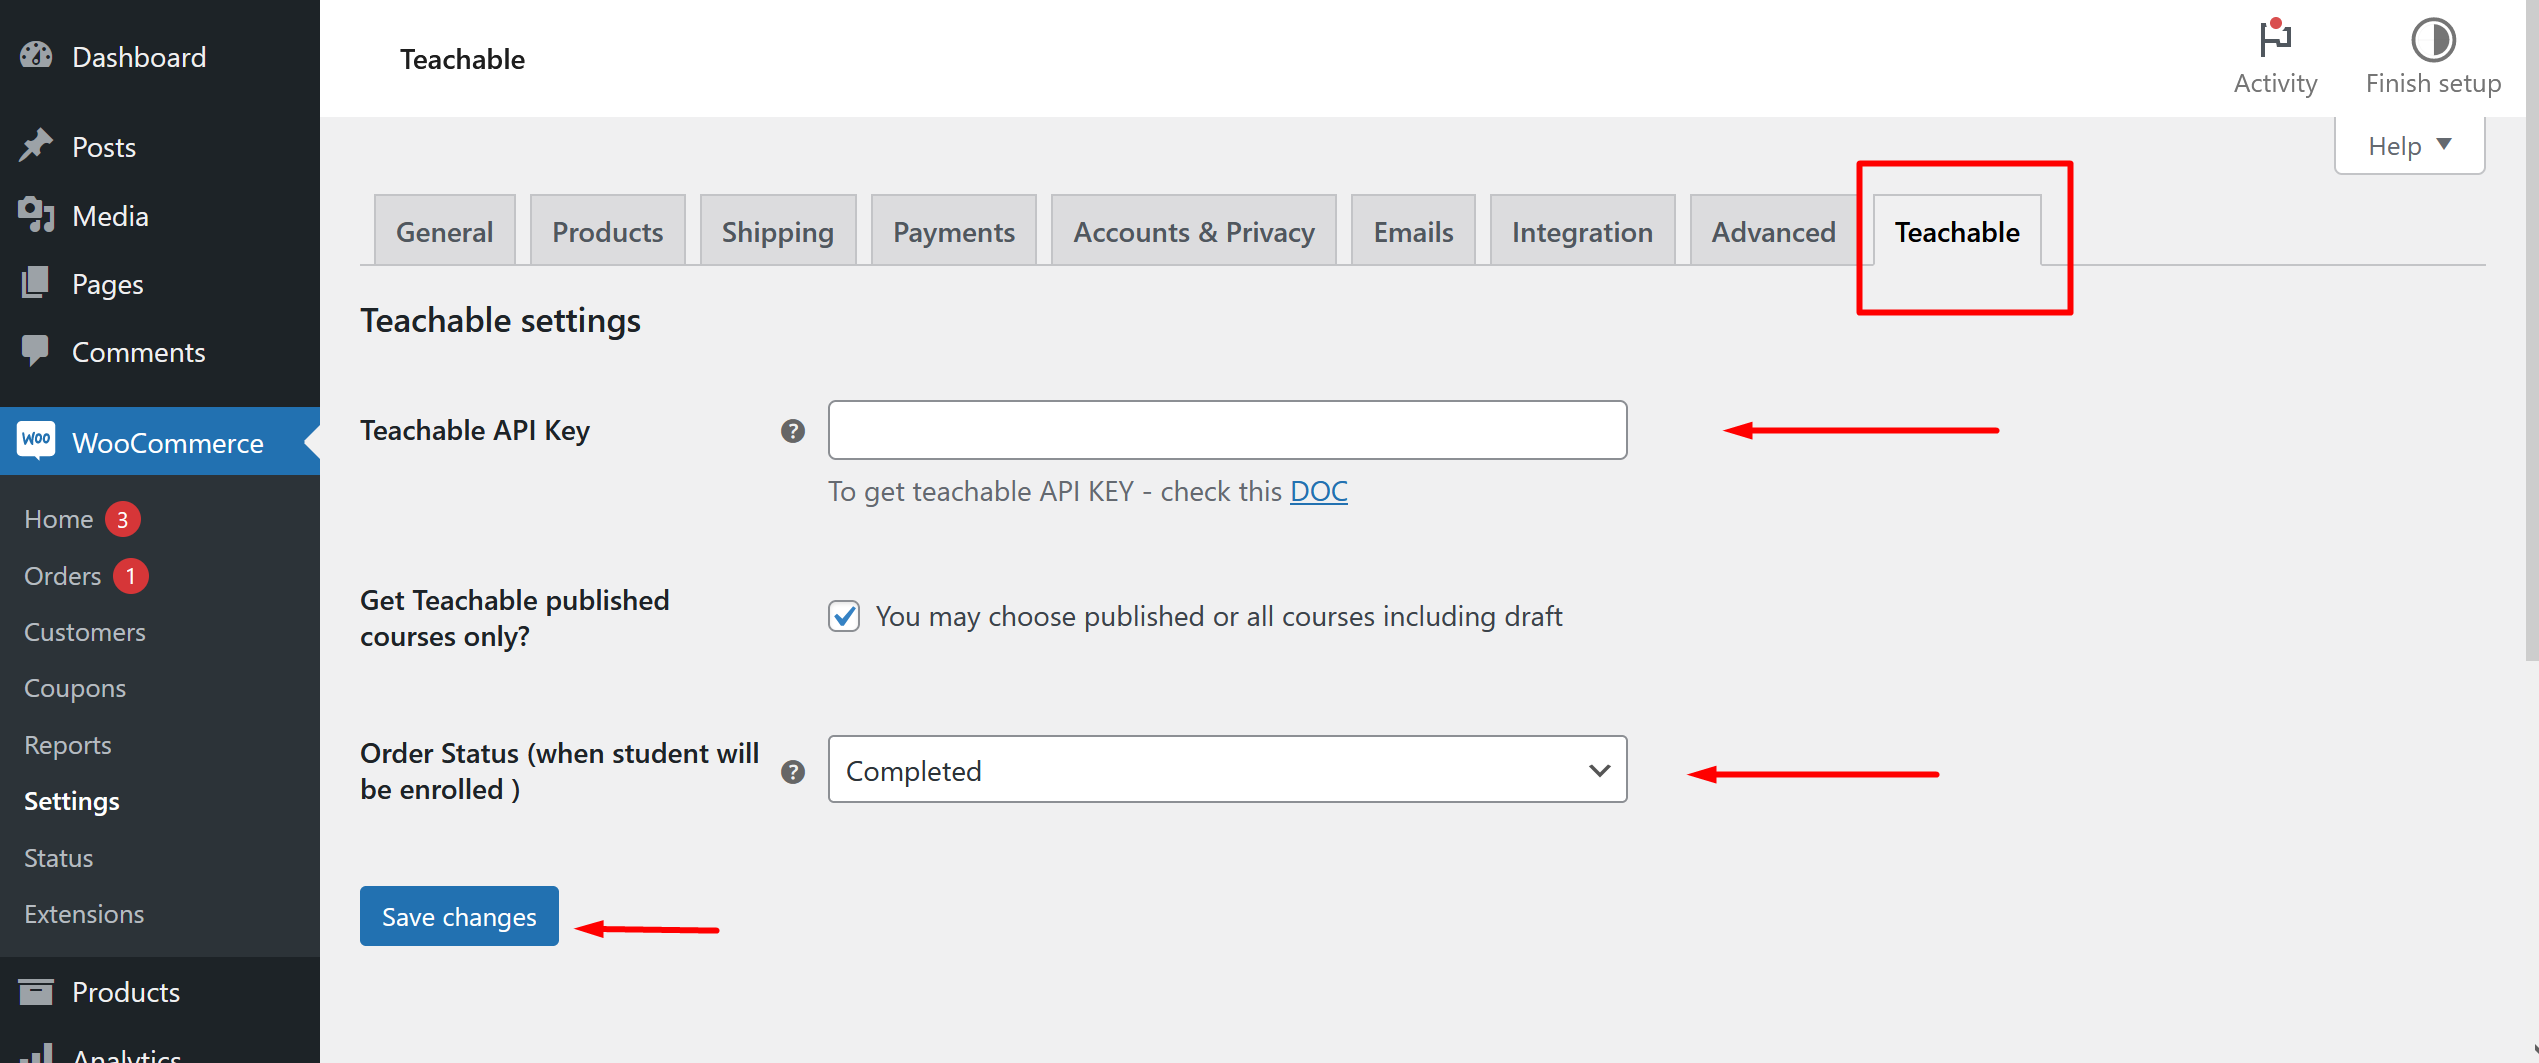 Dashboard
Posts
Media
Pages
Comments
WOO
WooCommerce
Home 3
Orders 1
Customers
Coupons
Reports
Settings
Status
Extensions
Products
Analytics
Teachable
Activity
Finish setup
Help
General
Products
Shipping
Payments
Accounts & Privacy
Emails
Integration
Advanced
Teachable
Teachable settings
Teachable API Key
?
To get teachable API KEY - check this DOC
Get Teachable published
courses only?
You may choose published or all courses including draft
Order Status (when student will
be enrolled )
?
Completed
Save changes